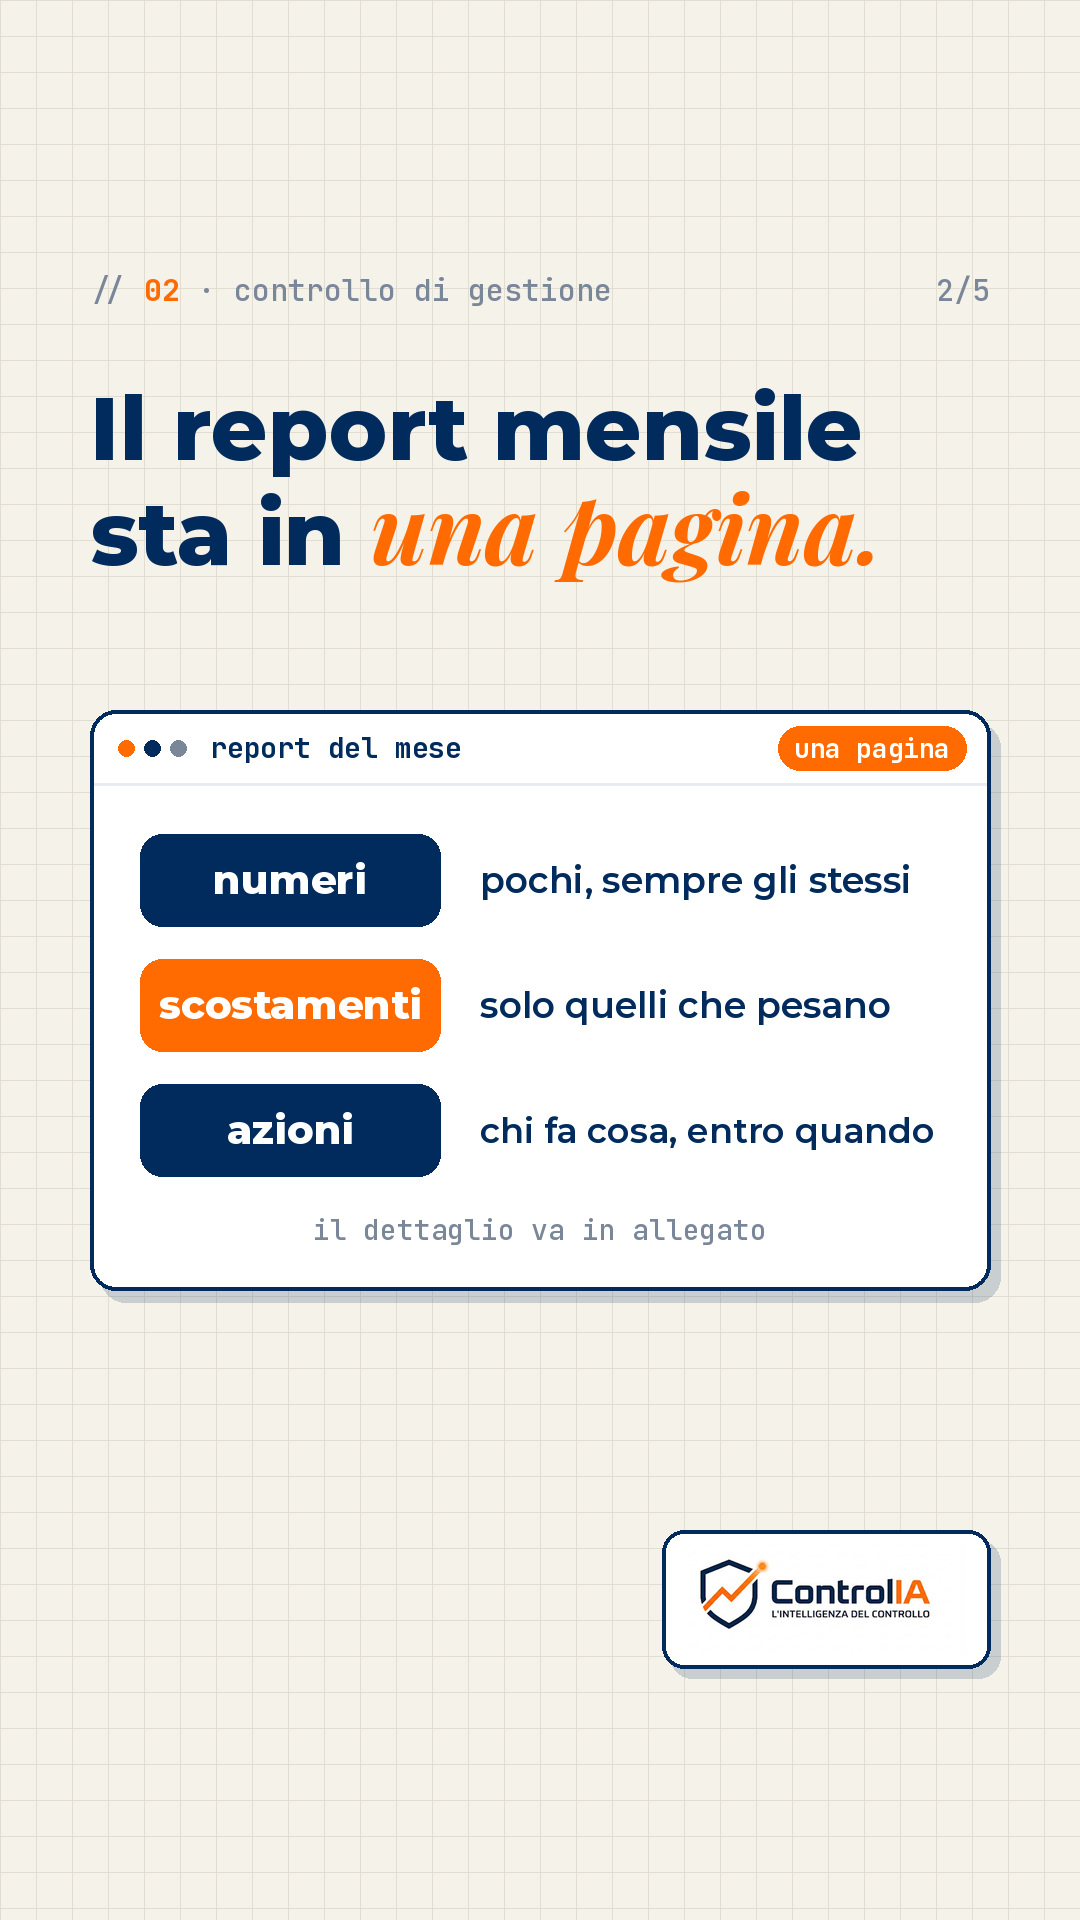 // 02 · controllo di gestione 2/5
Il report mensile
sta in una pagina.
report del mese una pagina
numeri pochi, sempre gli stessi
scostamenti solo quelli che pesano
azioni chi fa cosa, entro quando
il dettaglio va in allegato
ControlIA
L'INTELLIGENZA DEL CONTROLLO